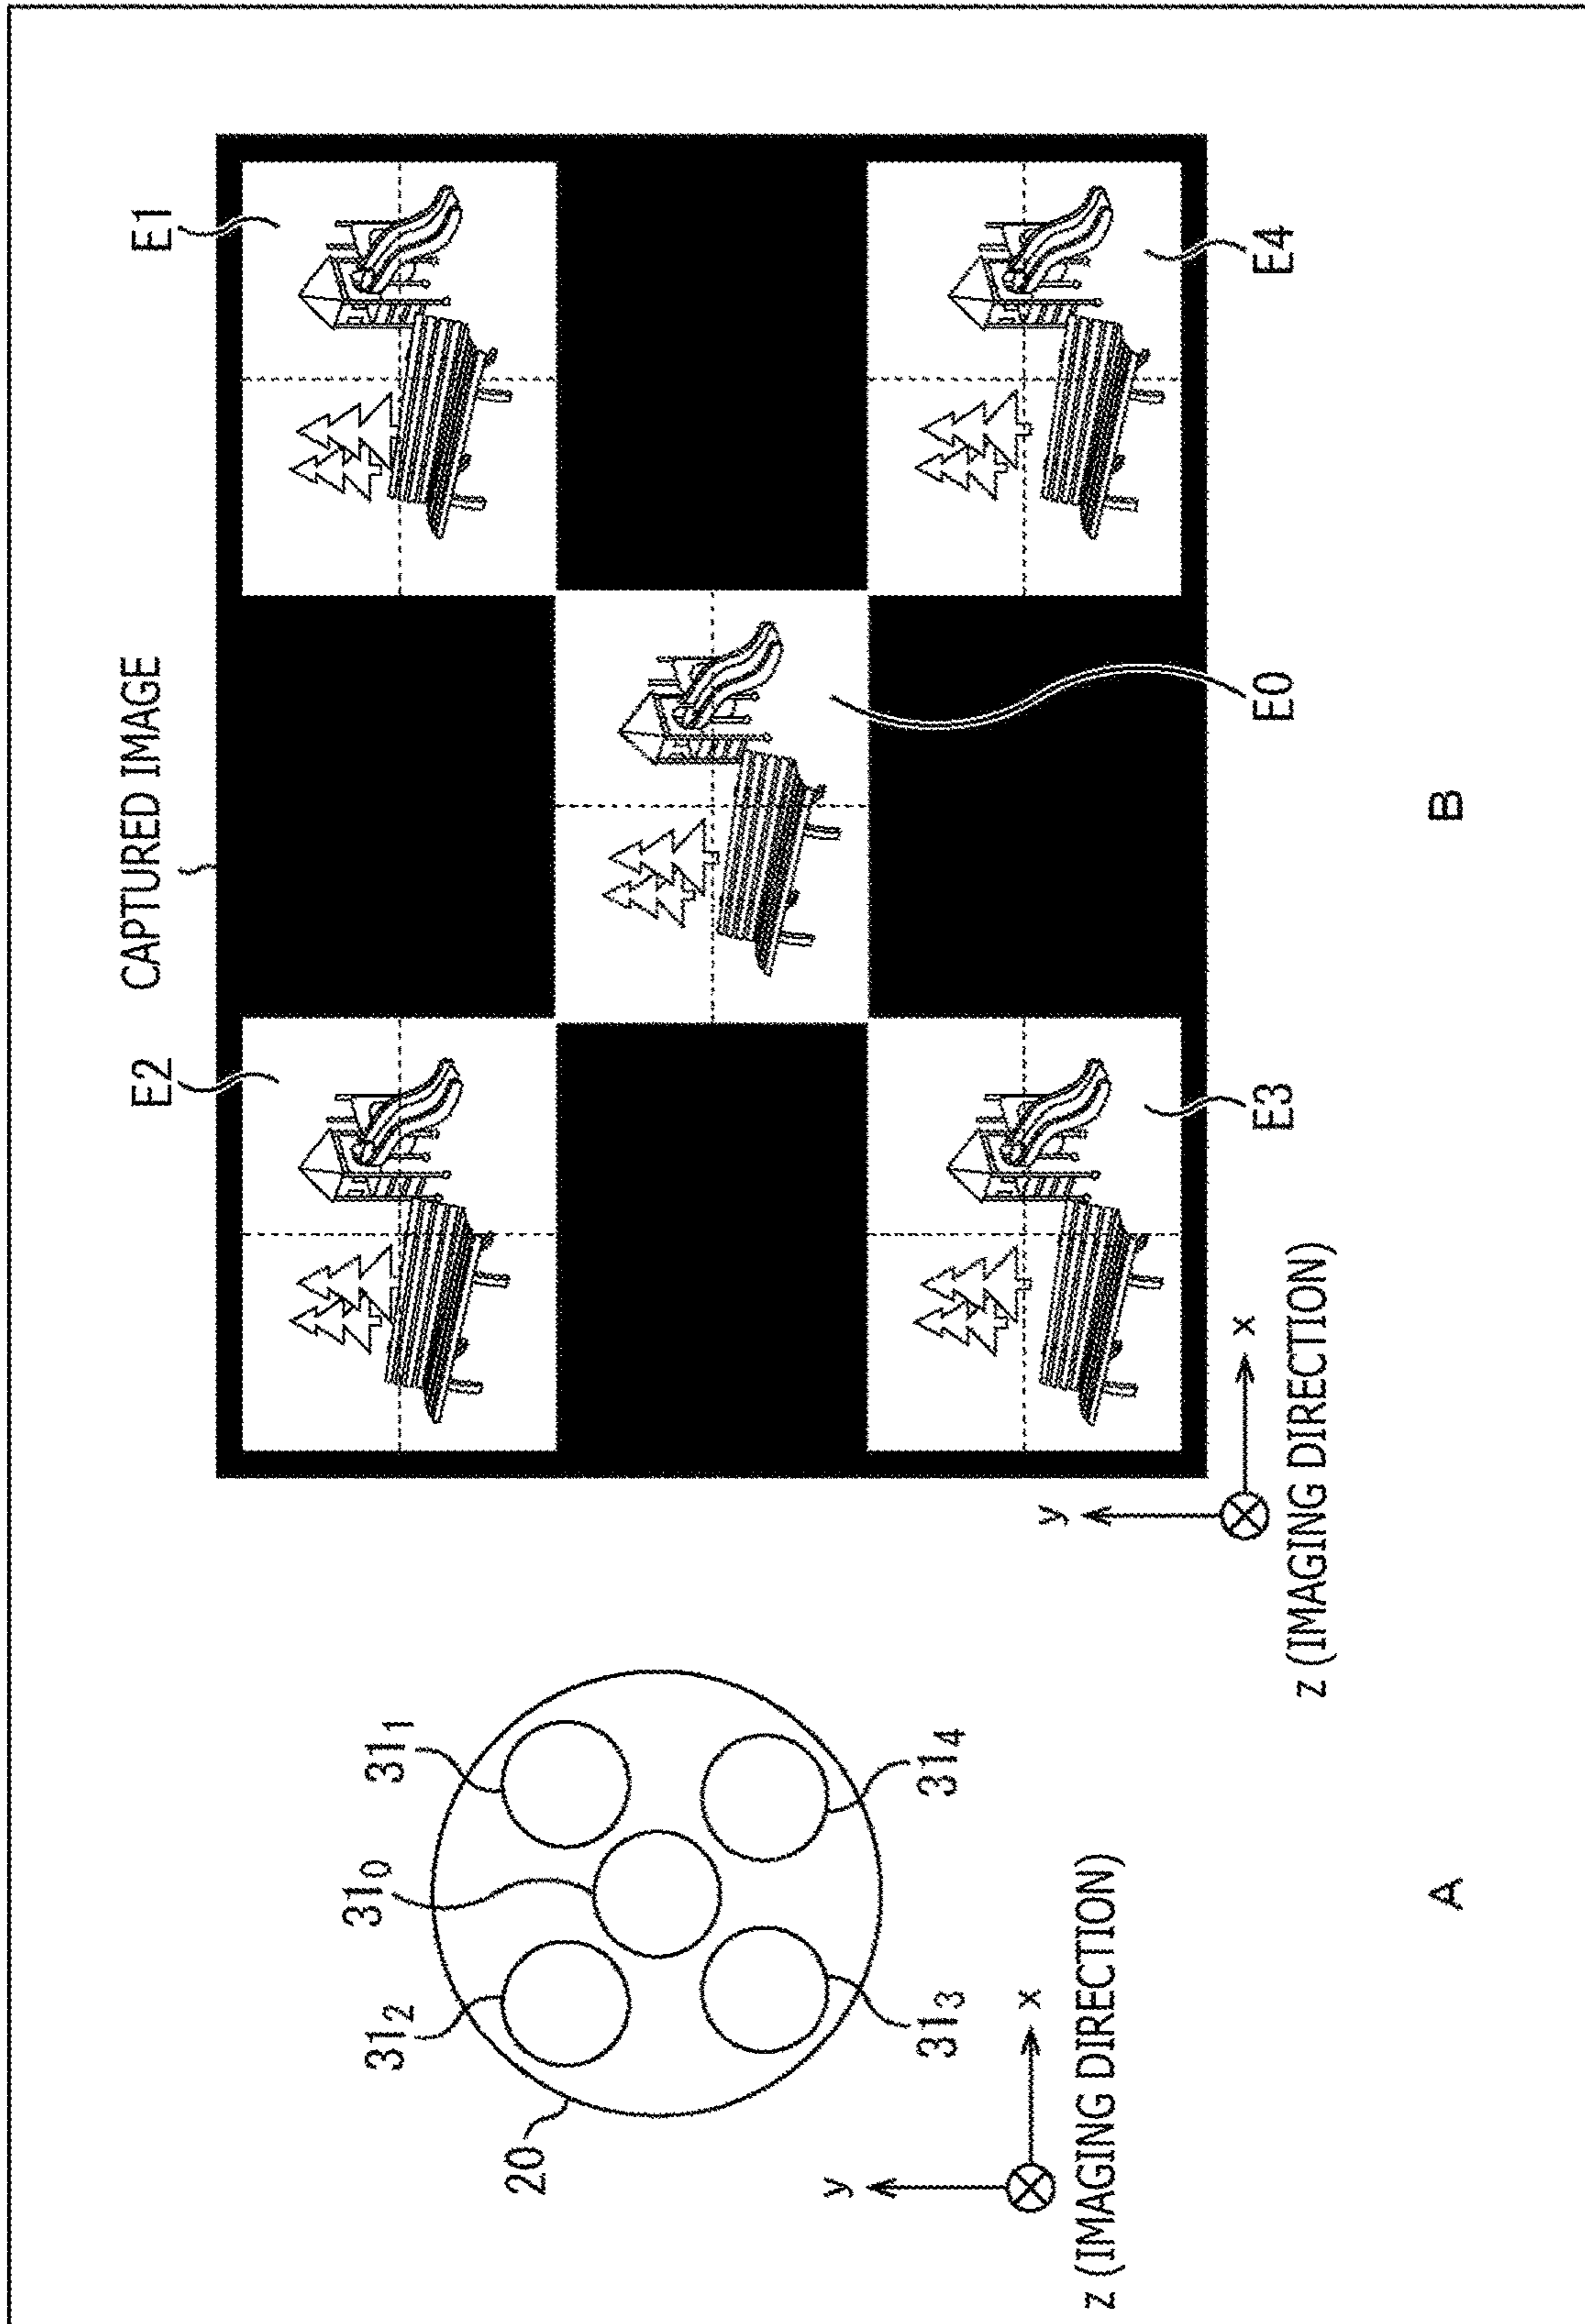 CAPTURED IMAGE
E2
E1
E3
E0
E4
y
x
z (IMAGING DIRECTION)
B
31₂
31₀
31₁
20
31₃
31₄
y
x
z (IMAGING DIRECTION)
A